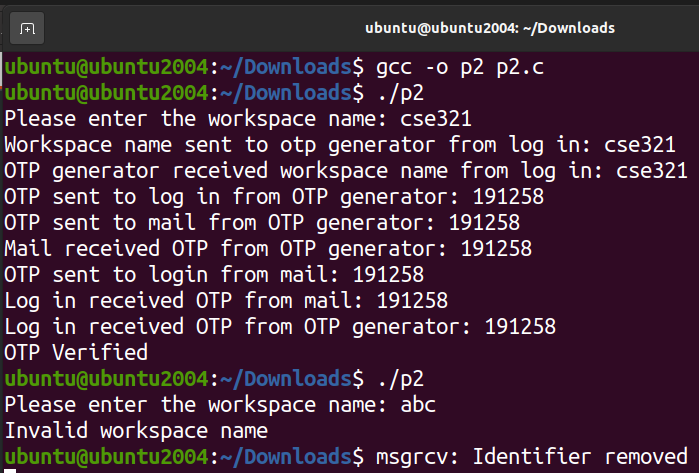 ubuntu@ubuntu2004: ~/Downloads
ubuntu@ubuntu2004:~/Downloads$ gcc -o p2 p2.c
ubuntu@ubuntu2004:~/Downloads$ ./p2
Please enter the workspace name: cse321
Workspace name sent to otp generator from log in: cse321
OTP generator received workspace name from log in: cse321
OTP sent to log in from OTP generator: 191258
OTP sent to mail from OTP generator: 191258
Mail received OTP from OTP generator: 191258
OTP sent to login from mail: 191258
Log in received OTP from mail: 191258
Log in received OTP from OTP generator: 191258
OTP Verified
ubuntu@ubuntu2004:~/Downloads$ ./p2
Please enter the workspace name: abc
Invalid workspace name
ubuntu@ubuntu2004:~/Downloads$ msgrcv: Identifier removed